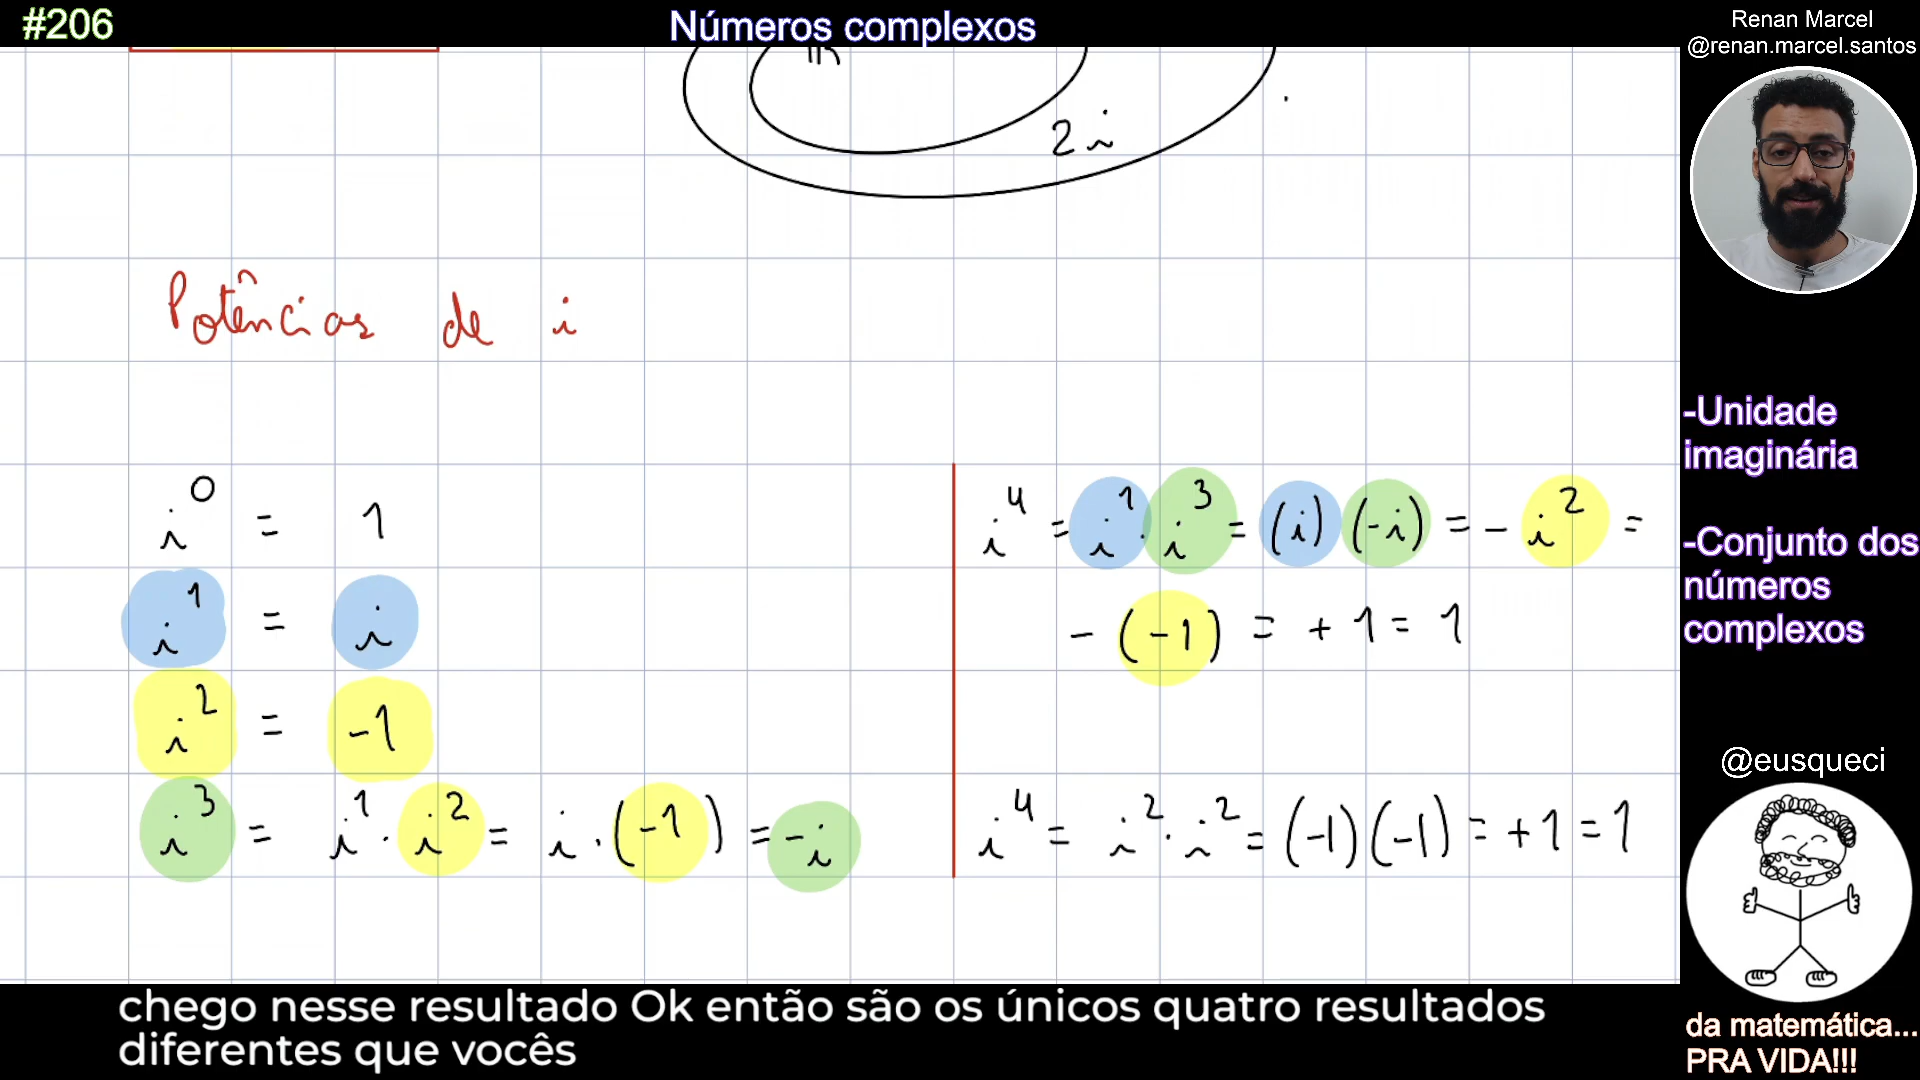 #206
Números complexos
Renan Marcel
@renan.marcel.santos
2i
Potências de i
i⁰ = 1
i¹ = i
i² = -1
i³ = i¹ · i² = i · (-1) = -i
i⁴ = i¹ · i³ = (i) (-i) = - i² =
- (-1) = + 1 = 1
i⁴ = i² · i² = (-1)(-1) = +1 = 1
-Unidade
imaginária
-Conjunto dos
números
complexos
@eusqueci
da matemática...
PRA VIDA!!!
chego nesse resultado Ok então são os únicos quatro resultados
diferentes que vocês